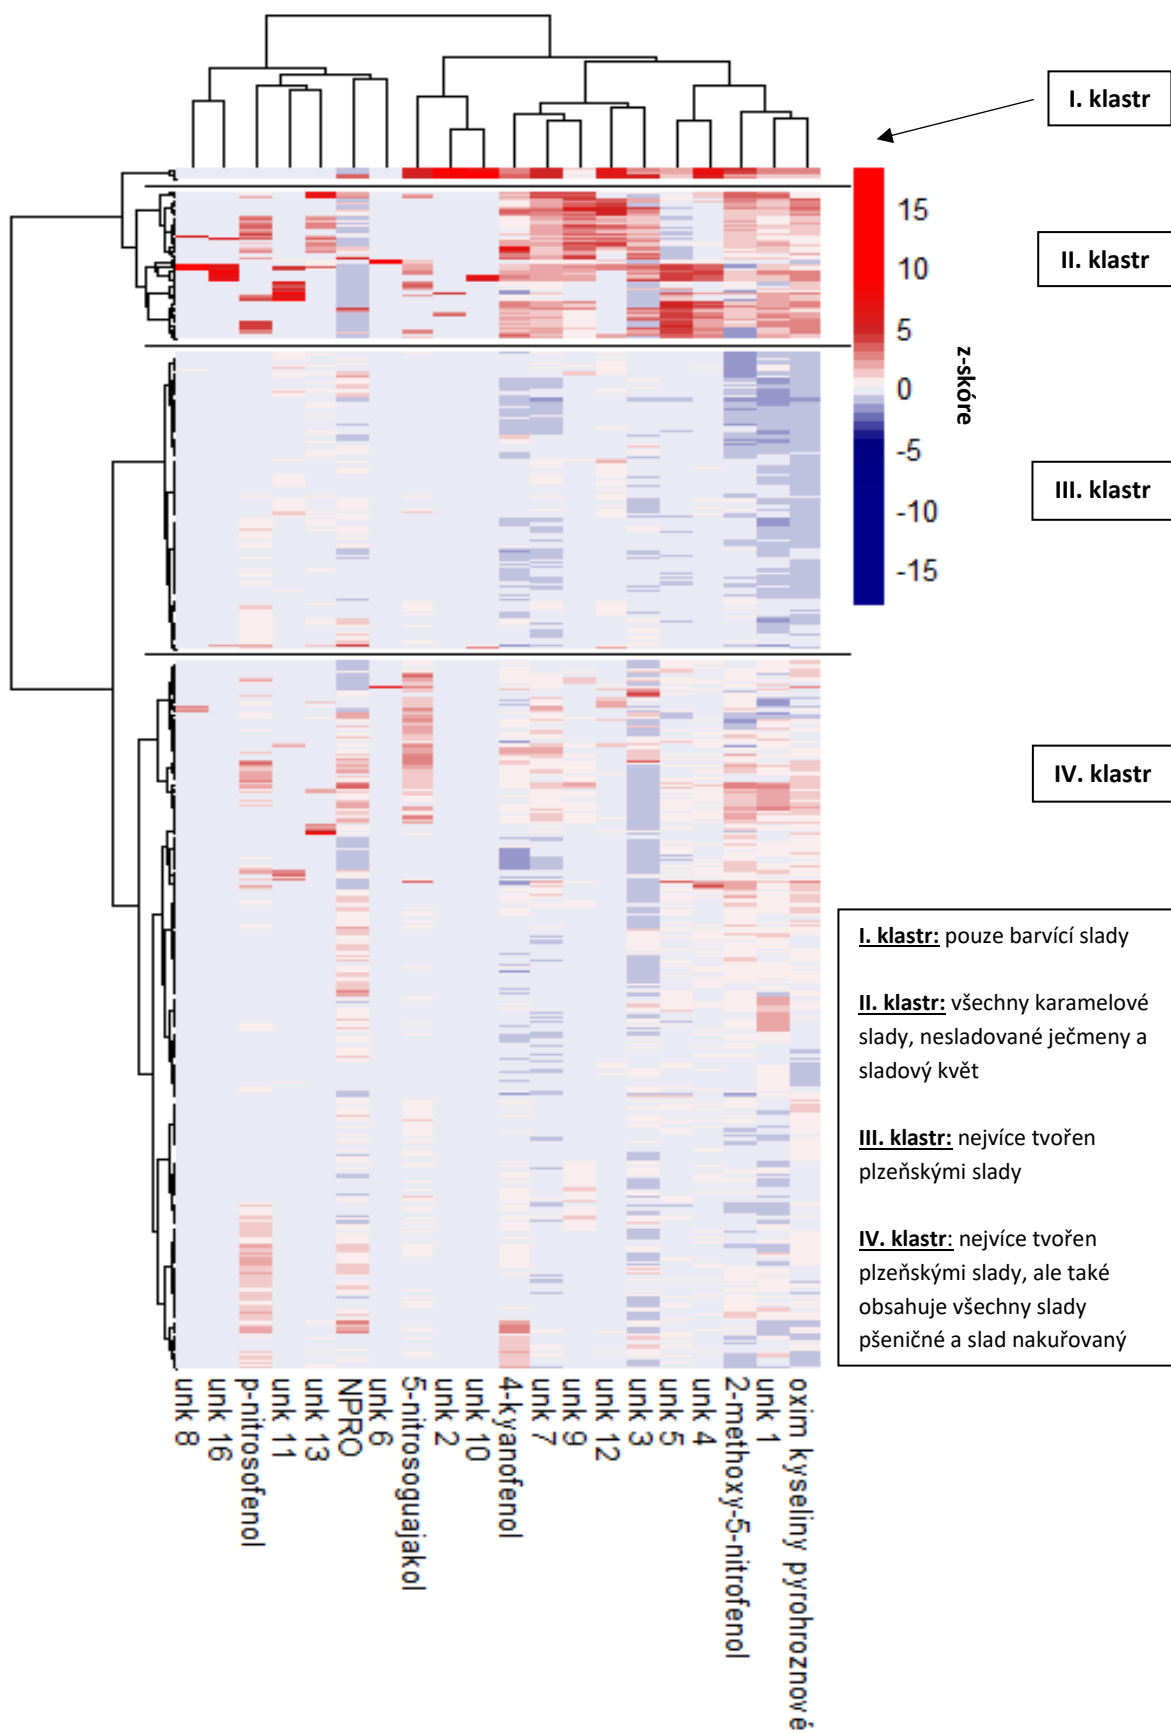 I. klastr
15
10
5
0
-5
-10
-15
z-skóre
II. klastr
III. klastr
IV. klastr
I. klastr: pouze barvící slady
II. klastr: všechny karamelové
slady, nesladované ječmeny a
sladový květ
III. klastr: nejvíce tvořen
plzeňskými slady
IV. klastr: nejvíce tvořen
plzeňskými slady, ale také
obsahuje všechny slady
pšeničné a slad nakuřovaný
unk 8
unk 16
p-nitrosofenol
unk 11
unk 13
NPRO
unk 6
5-nitrosoguajakol
unk 2
unk 10
4-kyanofenol
unk 7
unk 9
unk 12
unk 3
unk 5
unk 4
2-methoxy-5-nitrofenol
unk 1
oxim kyseliny pyrohroznové